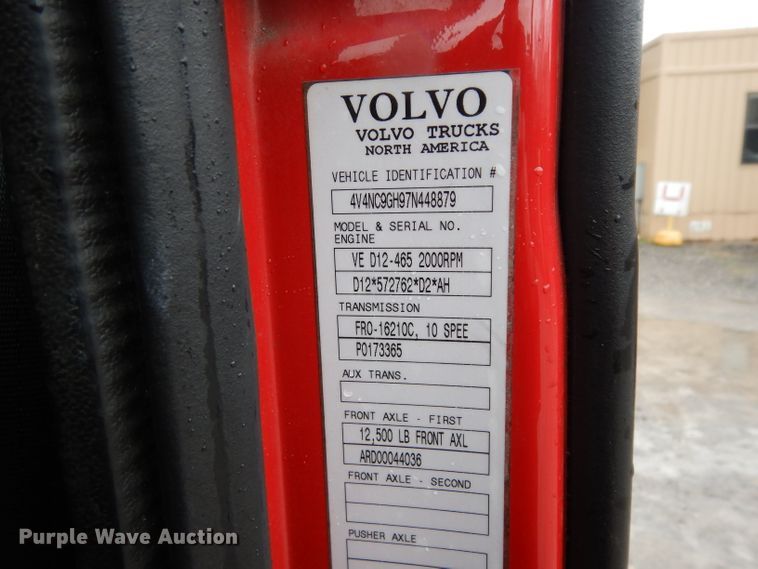 VOLVO
VOLVO TRUCKS
NORTH AMERICA
VEHICLE IDENTIFICATION #
4V4NC9GH97N448879
MODEL & SERIAL NO.
ENGINE
VE D12-465 2000RPM
D12*572762*D2*AH
TRANSMISSION
FRO-16210C, 10 SPEE
P0173365
AUX TRANS.
FRONT AXLE - FIRST
12,500 LB FRONT AXL
ARD00044036
FRONT AXLE - SECOND
PUSHER AXLE
Purple Wave Auction